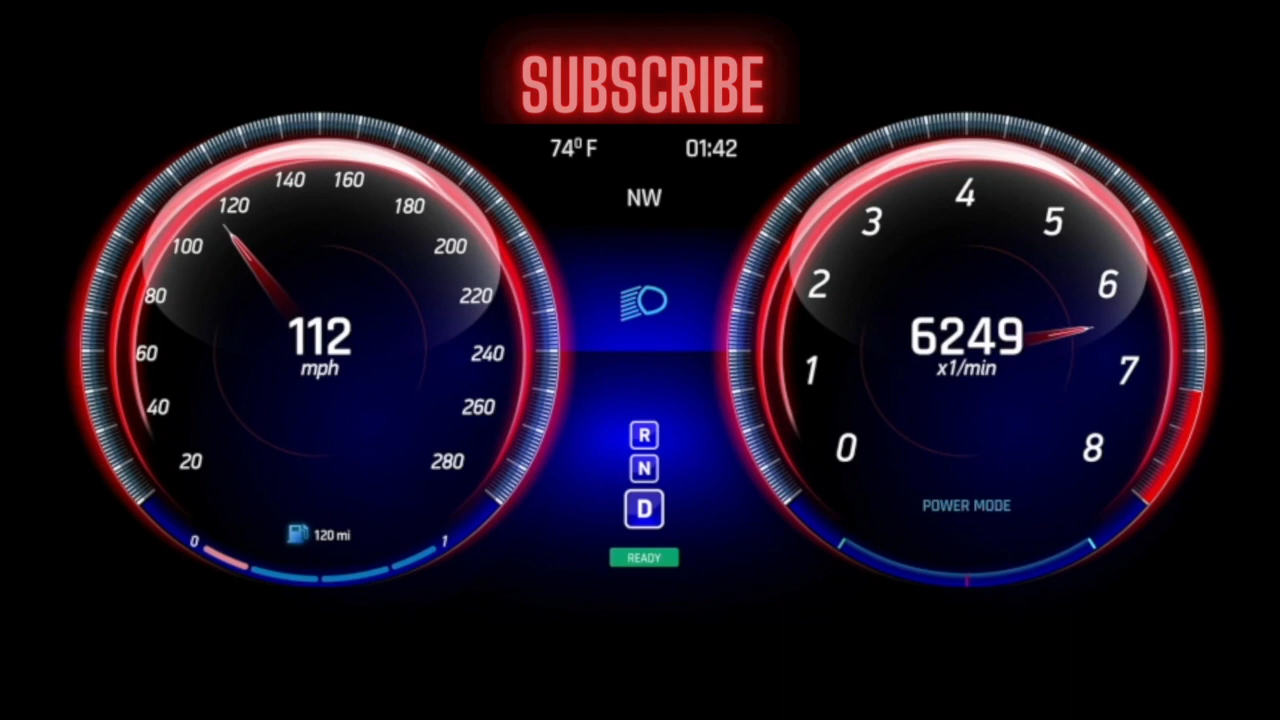 SUBSCRIBE
74⁰ F 01:42
NW
140 160
120 180
100 200
80 220
60 240
40 260
20 280
112
mph
0 1
120 mi
R
N
D
READY
4
3 5
2 6
1 7
0 8
6249
x1/min
POWER MODE